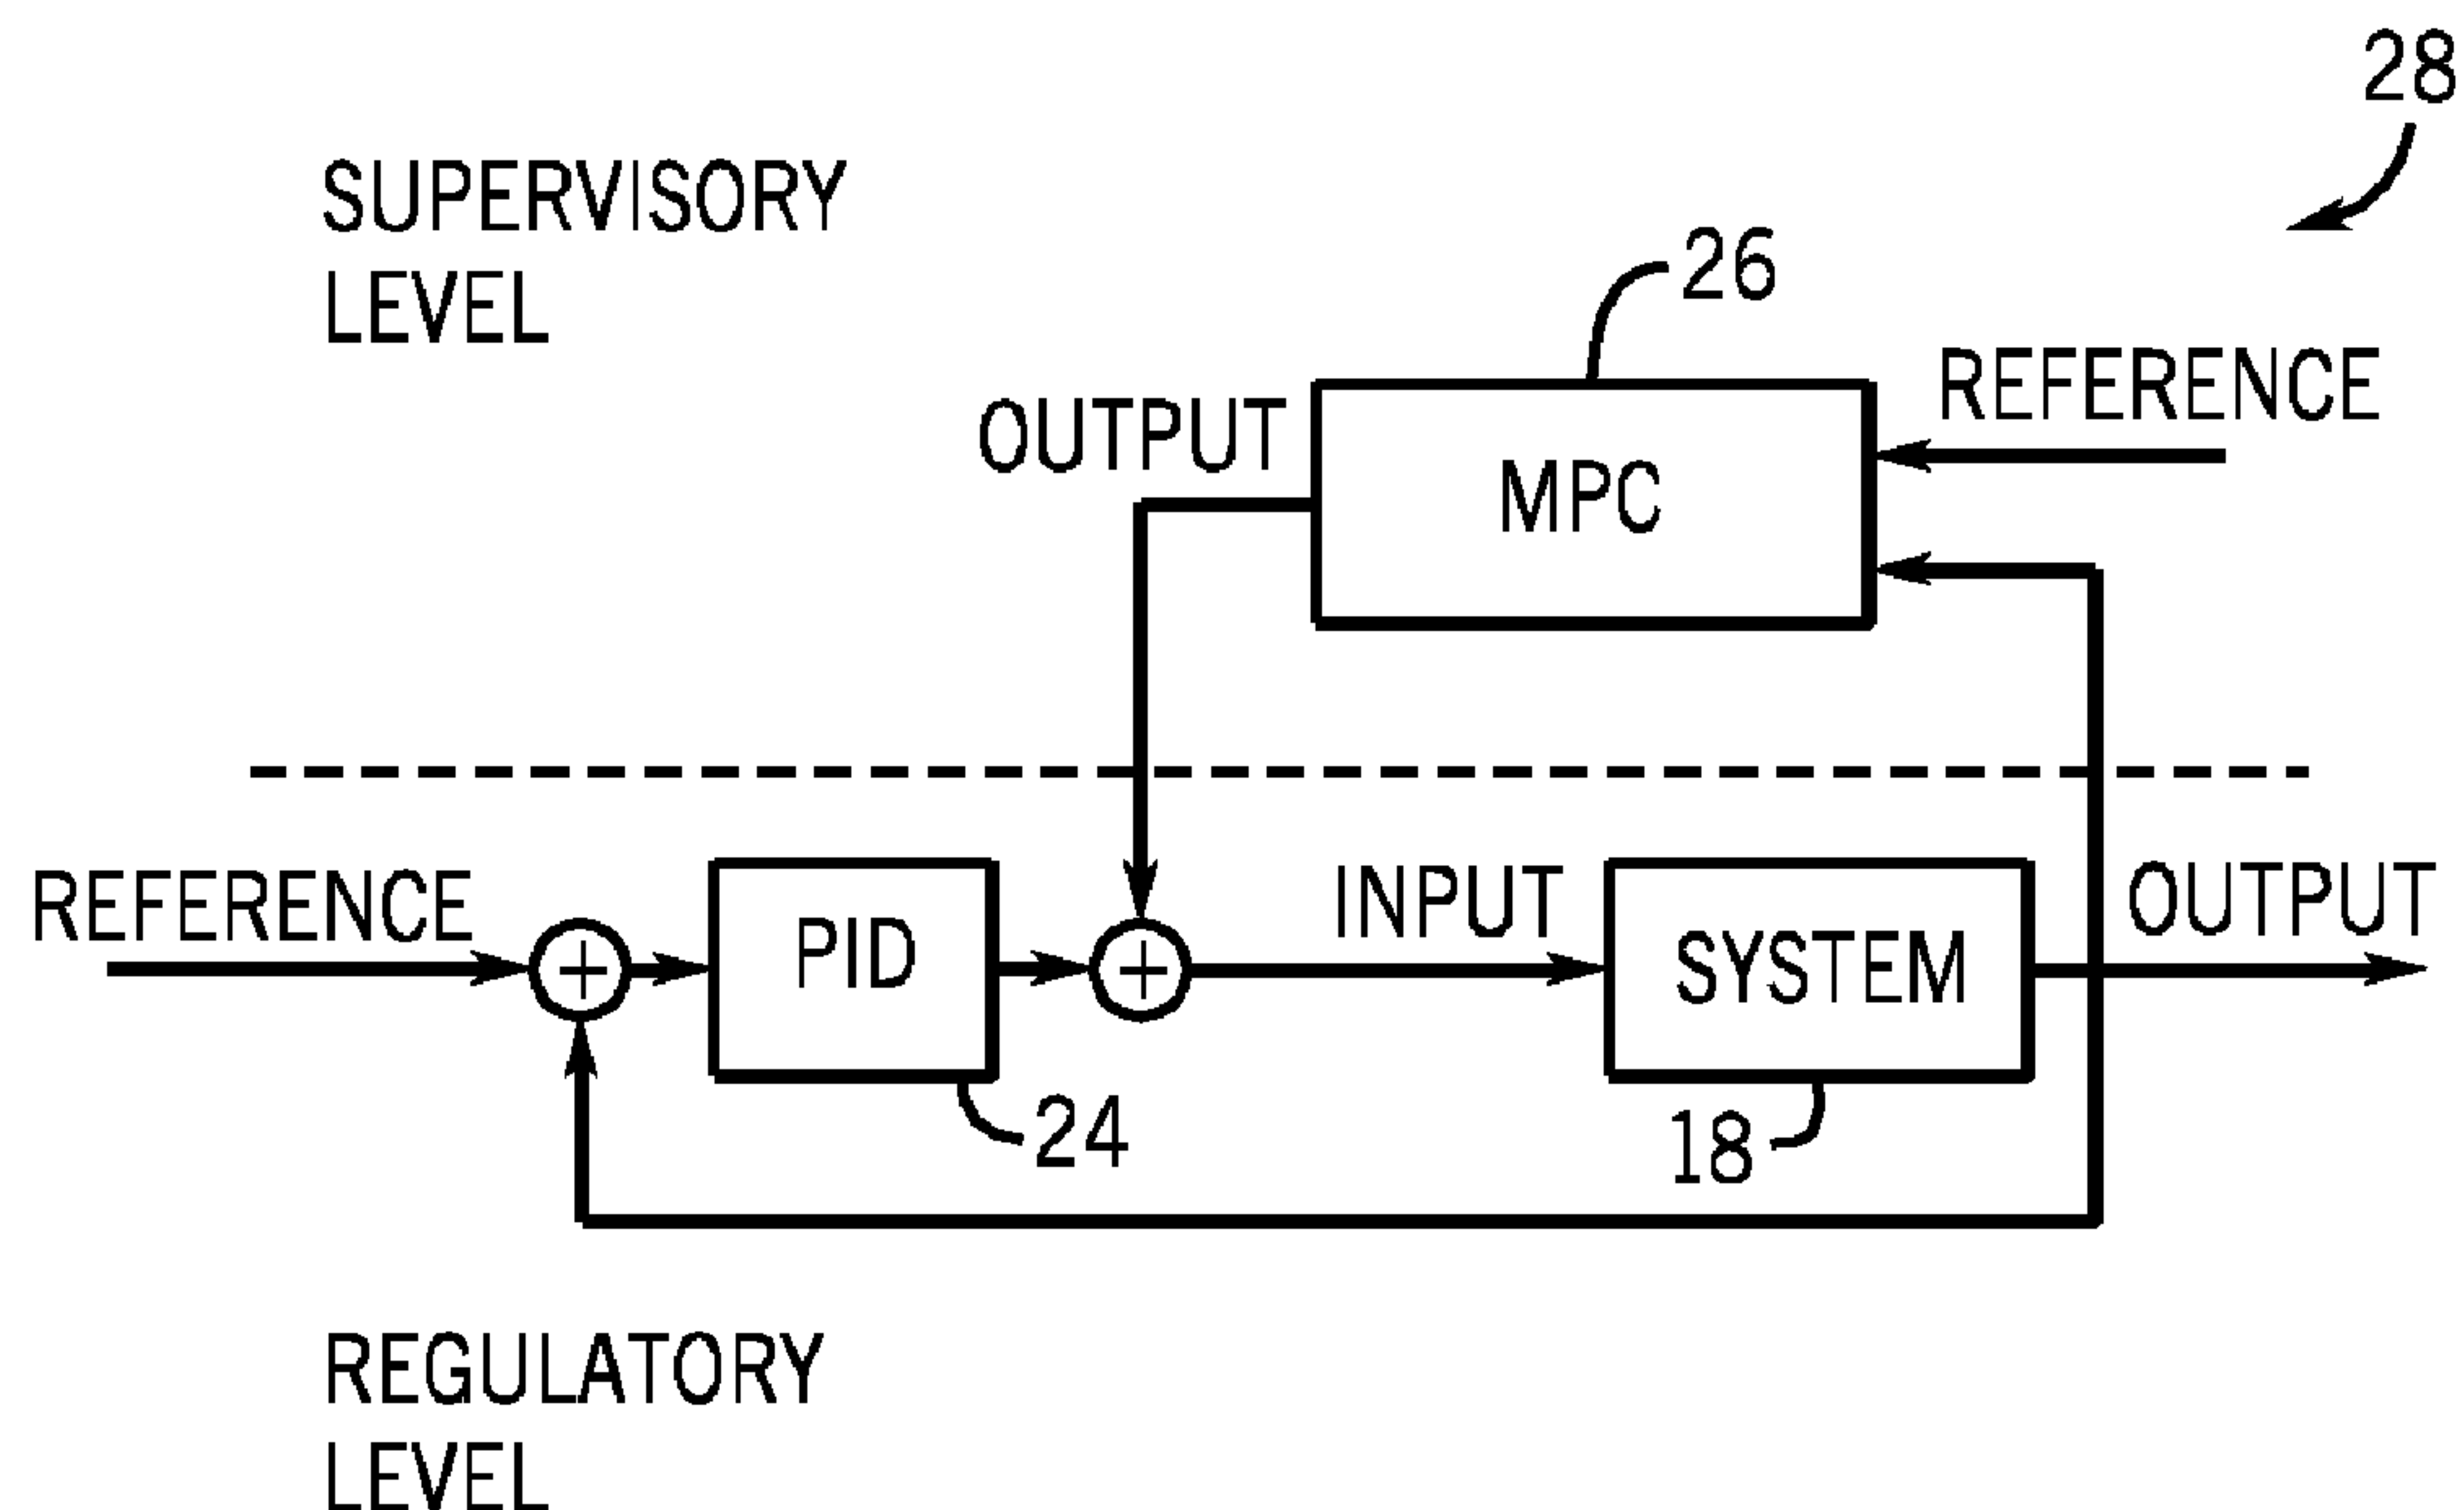 28
SUPERVISORY
LEVEL
26
REFERENCE
OUTPUT
MPC
REFERENCE
+
PID
+
INPUT
SYSTEM
OUTPUT
24
18
REGULATORY
LEVEL